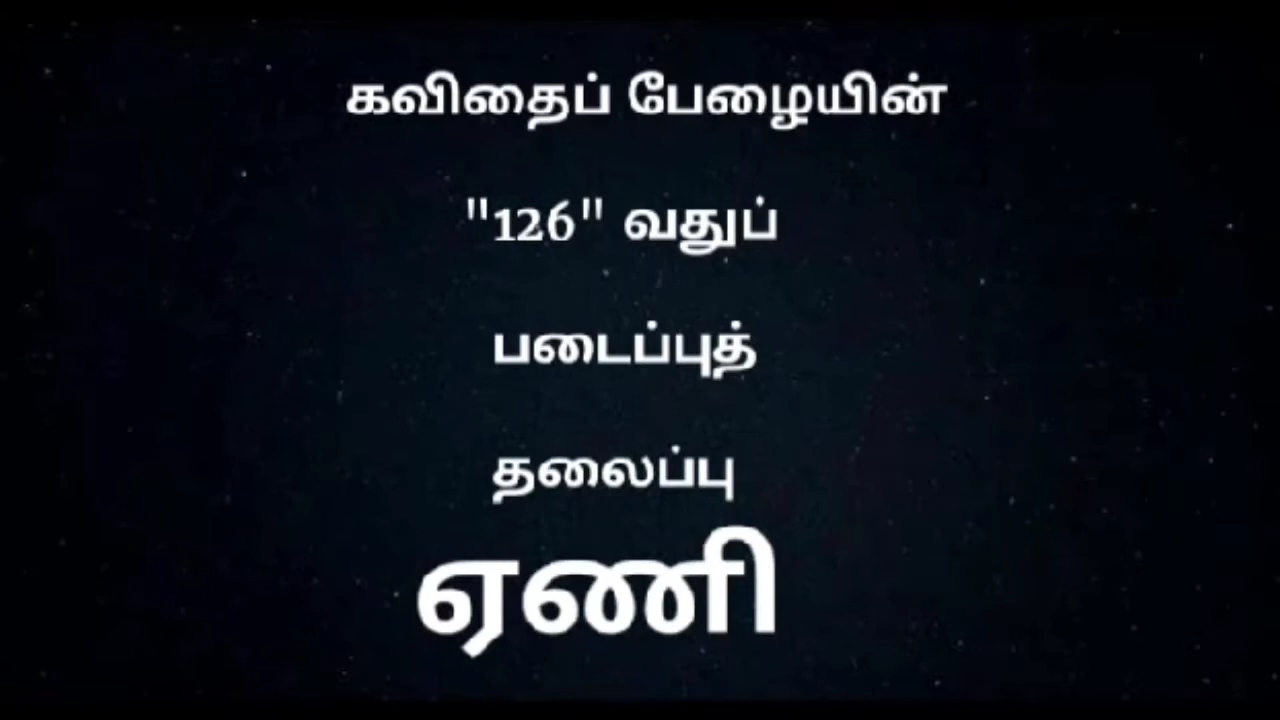 கவிதைப் பேழையின்
"126" வதுப்
படைப்புத்
தலைப்பு
ஏணி